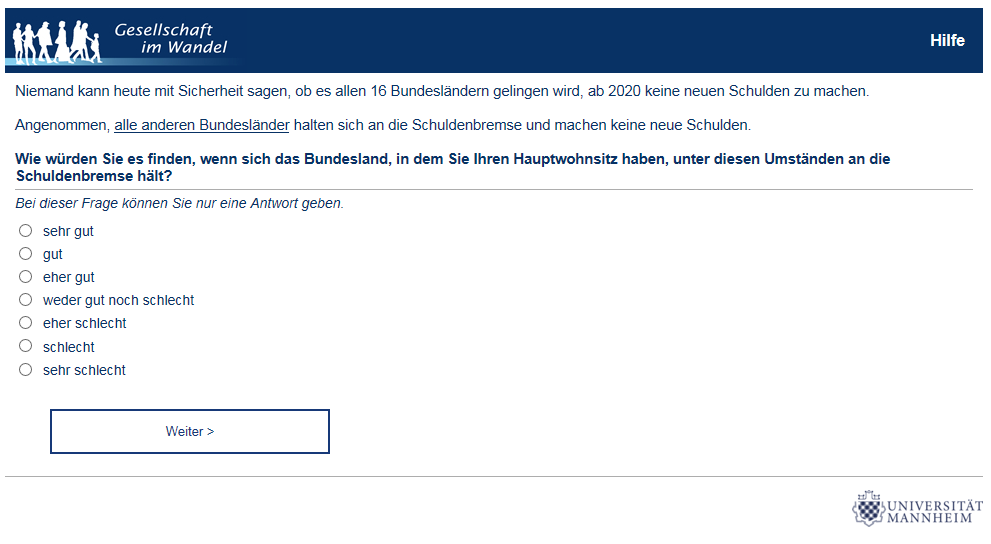 Gesellschaft
im Wandel
Hilfe
Niemand kann heute mit Sicherheit sagen, ob es allen 16 Bundesländern gelingen wird, ab 2020 keine neuen Schulden zu machen.
Angenommen, alle anderen Bundesländer halten sich an die Schuldenbremse und machen keine neue Schulden.
Wie würden Sie es finden, wenn sich das Bundesland, in dem Sie Ihren Hauptwohnsitz haben, unter diesen Umständen an die
Schuldenbremse hält?
Bei dieser Frage können Sie nur eine Antwort geben.
sehr gut
gut
eher gut
weder gut noch schlecht
eher schlecht
schlecht
sehr schlecht
Weiter >
UNIVERSITÄT
MANNHEIM